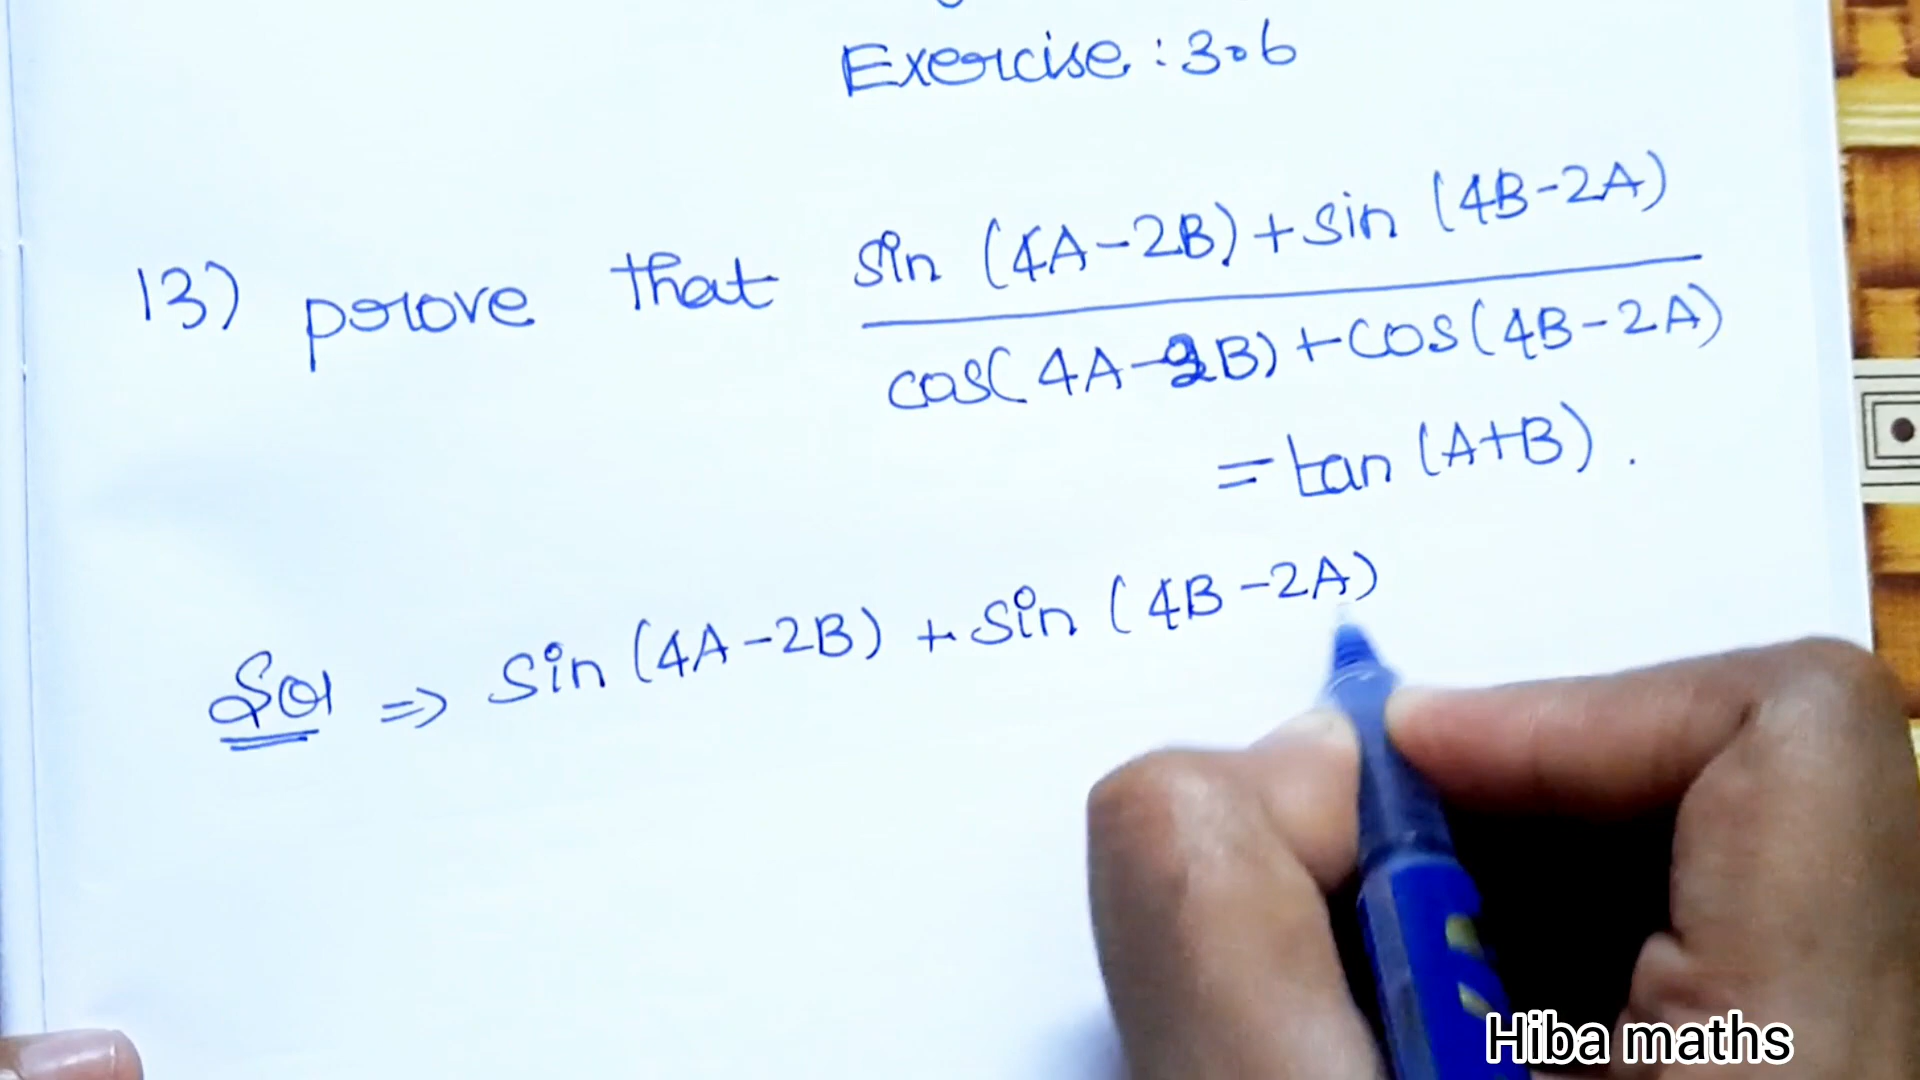 Exercise : 3.6
13) prove that sin (4A-2B) + sin (4B-2A)
cos(4A-2B) + cos(4B-2A)
= tan (A+B) .
Sol => sin (4A-2B) + sin (4B-2A)
Hiba maths